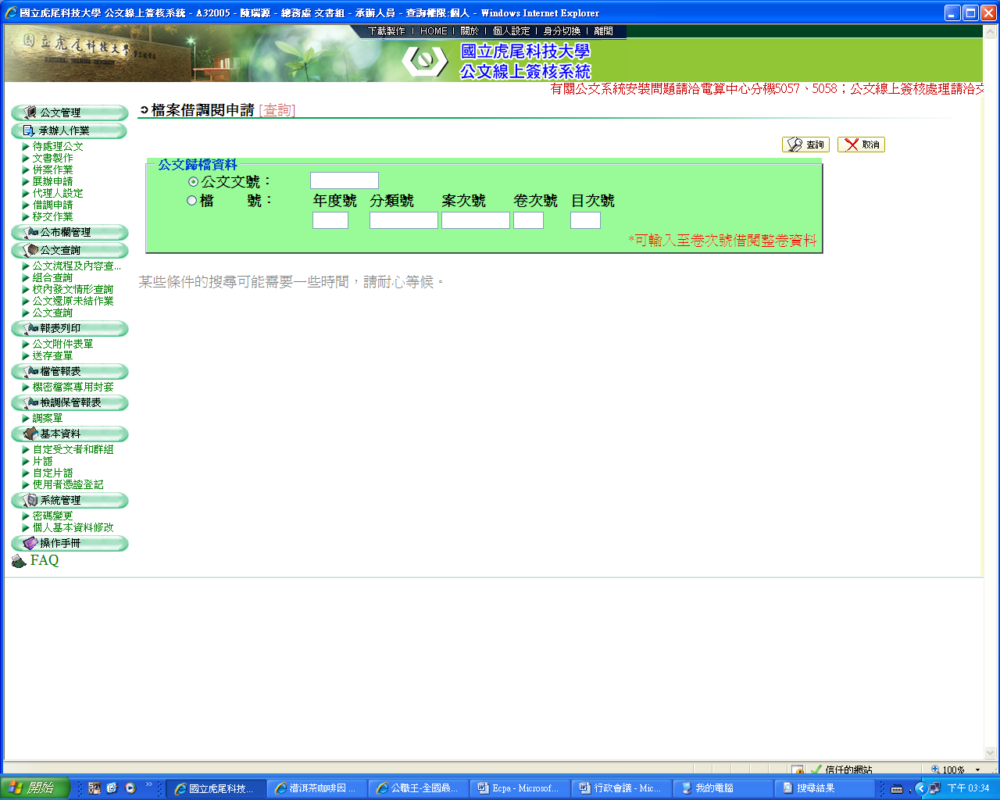 國立虎尾科技大學 公文線上簽核系統 - A32005 - 陳瑞源 - 總務處 文書組 - 承辦人員 - 查詢權限:個人 - Windows Internet Explorer
國立虎尾科技大學
下載製作 | HOME | 關於 | 個人設定 | 身分切換 | 離開
國立虎尾科技大學
公文線上簽核系統
有關公文系統安裝問題請洽電算中心分機5057、5058；公文線上簽核處理請洽文
公文管理
承辦人作業
待處理公文
文書製作
併案作業
展辦申請
代理人設定
借調申請
移交作業
公布欄管理
公文查詢
公文流程及內容查...
組合查詢
校內發文情形查詢
公文還原未結作業
公文查詢
報表列印
公文附件表單
送存查單
檔管報表
機密檔案專用封套
檢調保管報表
調案單
基本資料
自定受文者和群組
片語
自定片語
使用者憑證登記
系統管理
密碼變更
個人基本資料修改
操作手冊
FAQ
檔案借調閱申請 [查詢]
查詢 取消
公文歸檔資料
公文文號：
檔 號： 年度號 分類號 案次號 卷次號 目次號
*可輸入至卷次號借閱整卷資料
某些條件的搜尋可能需要一些時間，請耐心等候。
信任的網站 100%
開始 國立虎尾科技... 普洱茶咖啡因 ... 公職王-全國最... Ecpa - Microsof... 行政會議 - Mic... 我的電腦 搜尋結果 下午 03:34